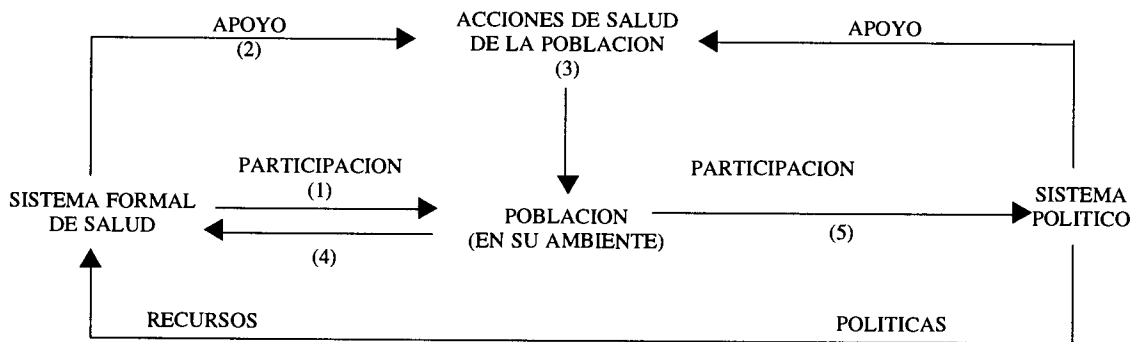 APOYO
(2)
ACCIONES DE SALUD
DE LA POBLACION
(3)
APOYO
PARTICIPACION
(1)
PARTICIPACION
SISTEMA FORMAL
DE SALUD
POBLACION
(EN SU AMBIENTE)
SISTEMA
POLITICO
(4)
(5)
RECURSOS
POLITICAS